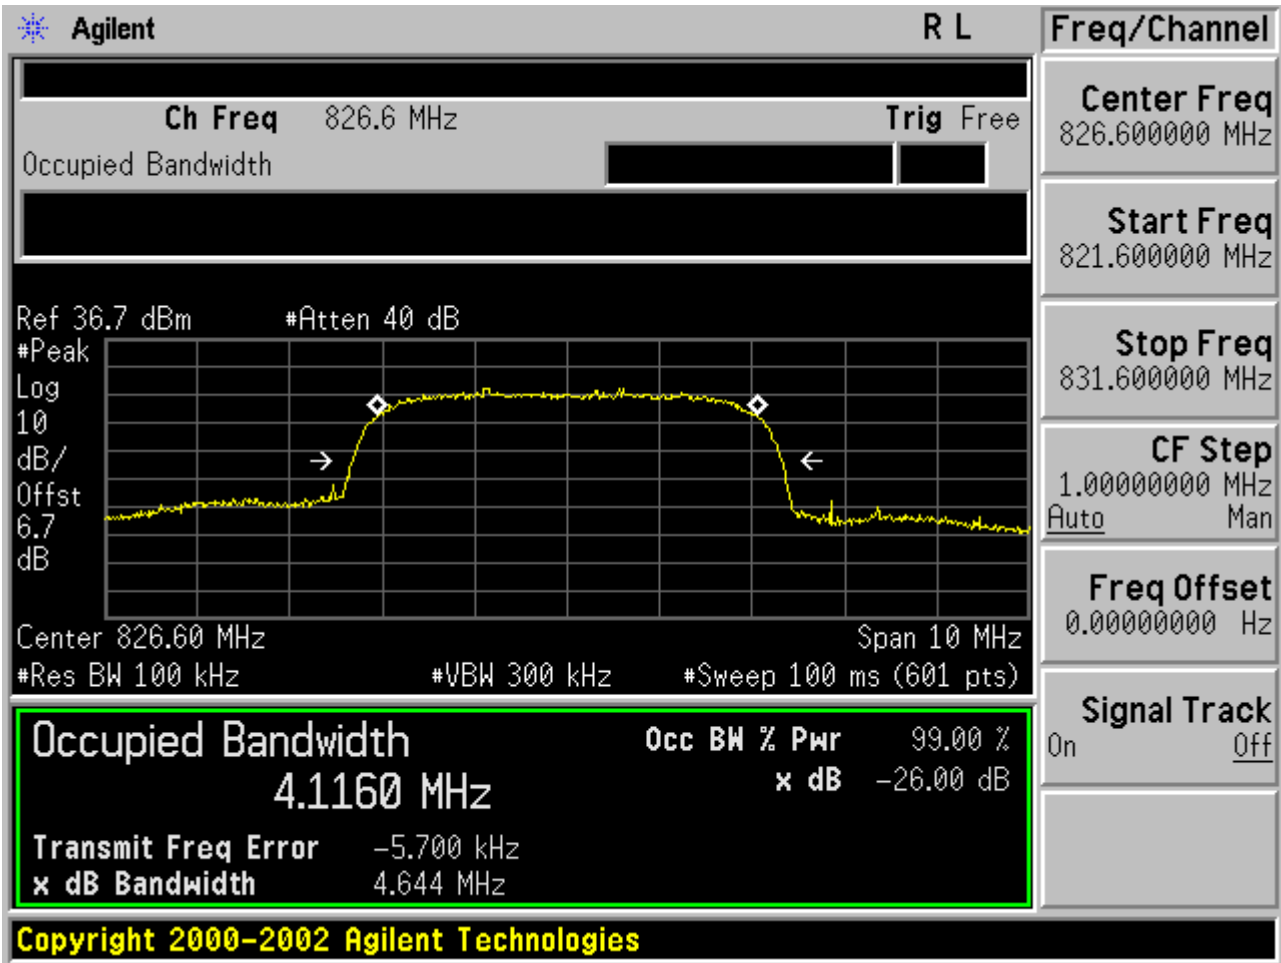 Agilent R L
Freq/Channel
Ch Freq 826.6 MHz Trig Free
Occupied Bandwidth
Center Freq
826.600000 MHz
Start Freq
821.600000 MHz
Stop Freq
831.600000 MHz
CF Step
1.00000000 MHz
Auto Man
Freq Offset
0.00000000 Hz
Signal Track
On Off
Ref 36.7 dBm #Atten 40 dB
#Peak
Log
10
dB/
Offst
6.7
dB
Center 826.60 MHz Span 10 MHz
#Res BW 100 kHz #VBW 300 kHz #Sweep 100 ms (601 pts)
Occupied Bandwidth Occ BW % Pwr 99.00 %
4.1160 MHz x dB -26.00 dB
Transmit Freq Error -5.700 kHz
x dB Bandwidth 4.644 MHz
Copyright 2000-2002 Agilent Technologies